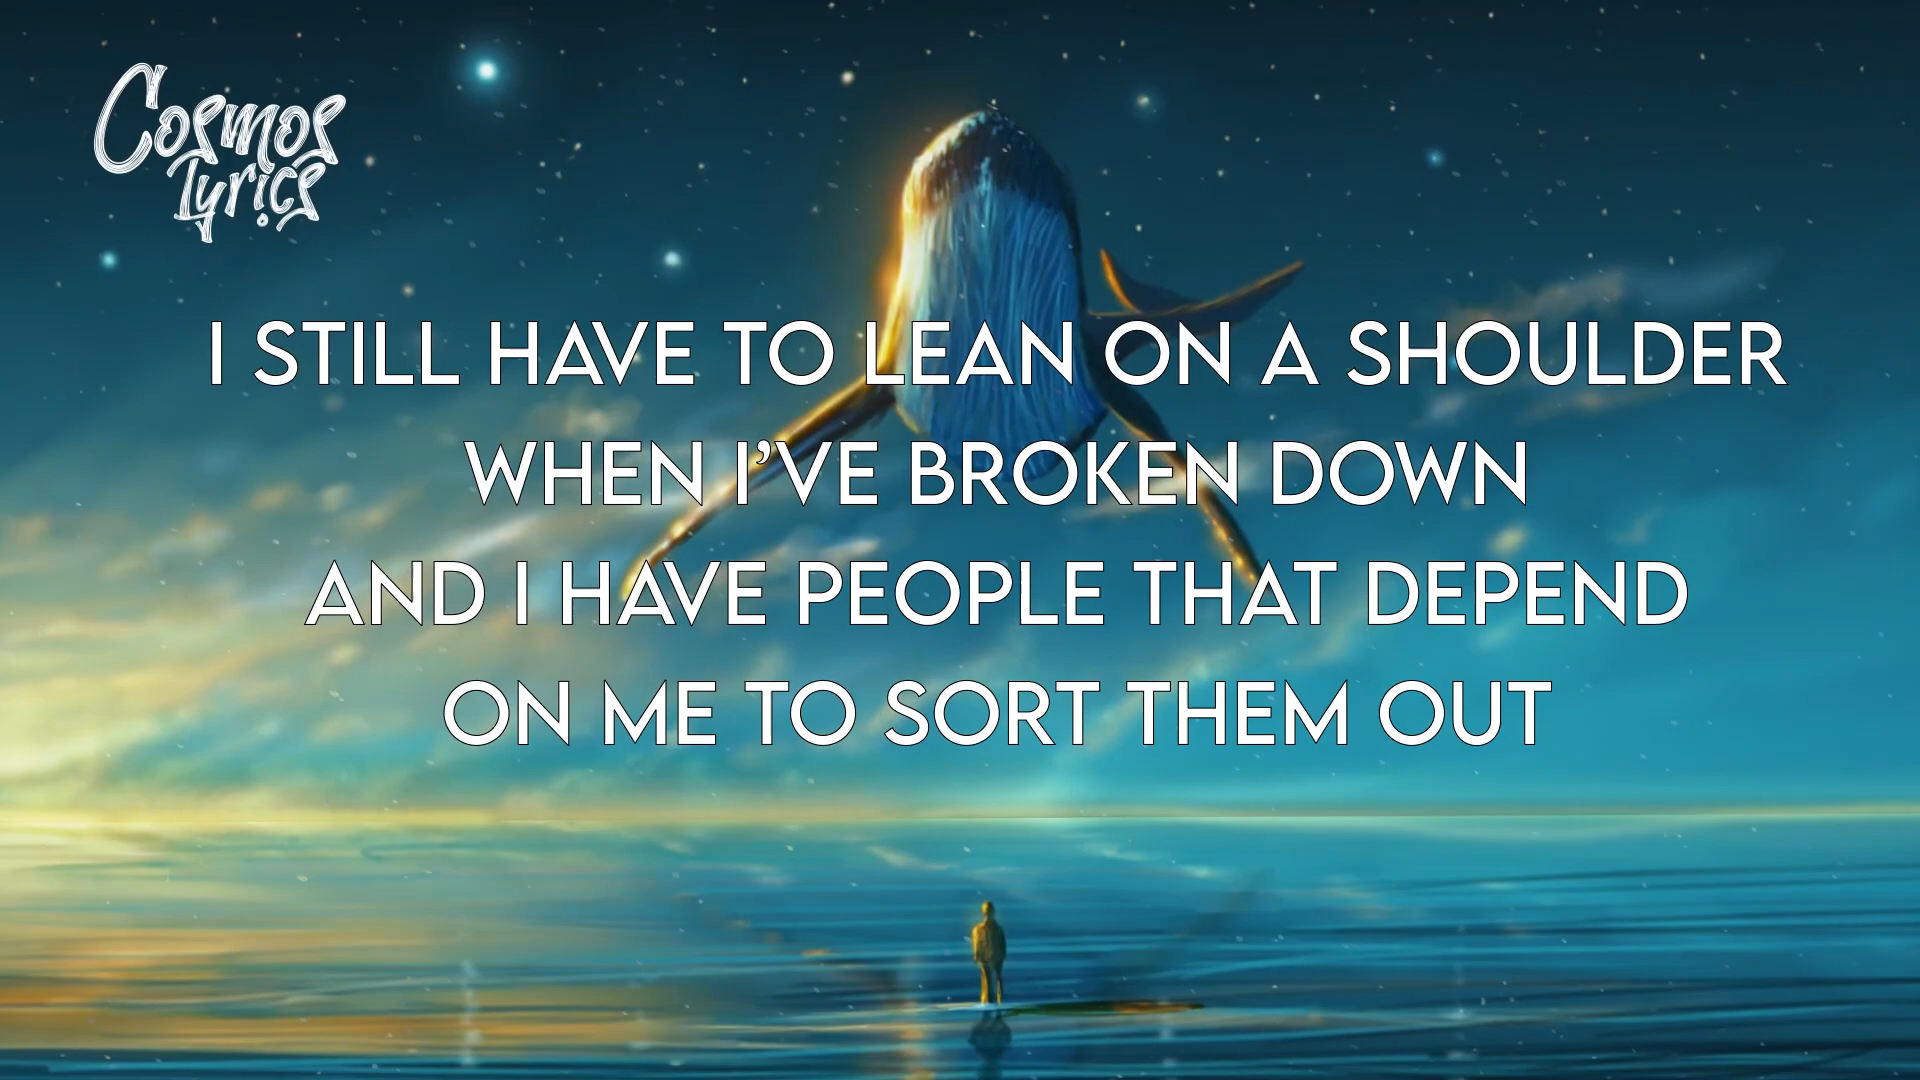 Cosmos
Lyrics
I STILL HAVE TO LEAN ON A SHOULDER
WHEN I'VE BROKEN DOWN
AND I HAVE PEOPLE THAT DEPEND
ON ME TO SORT THEM OUT